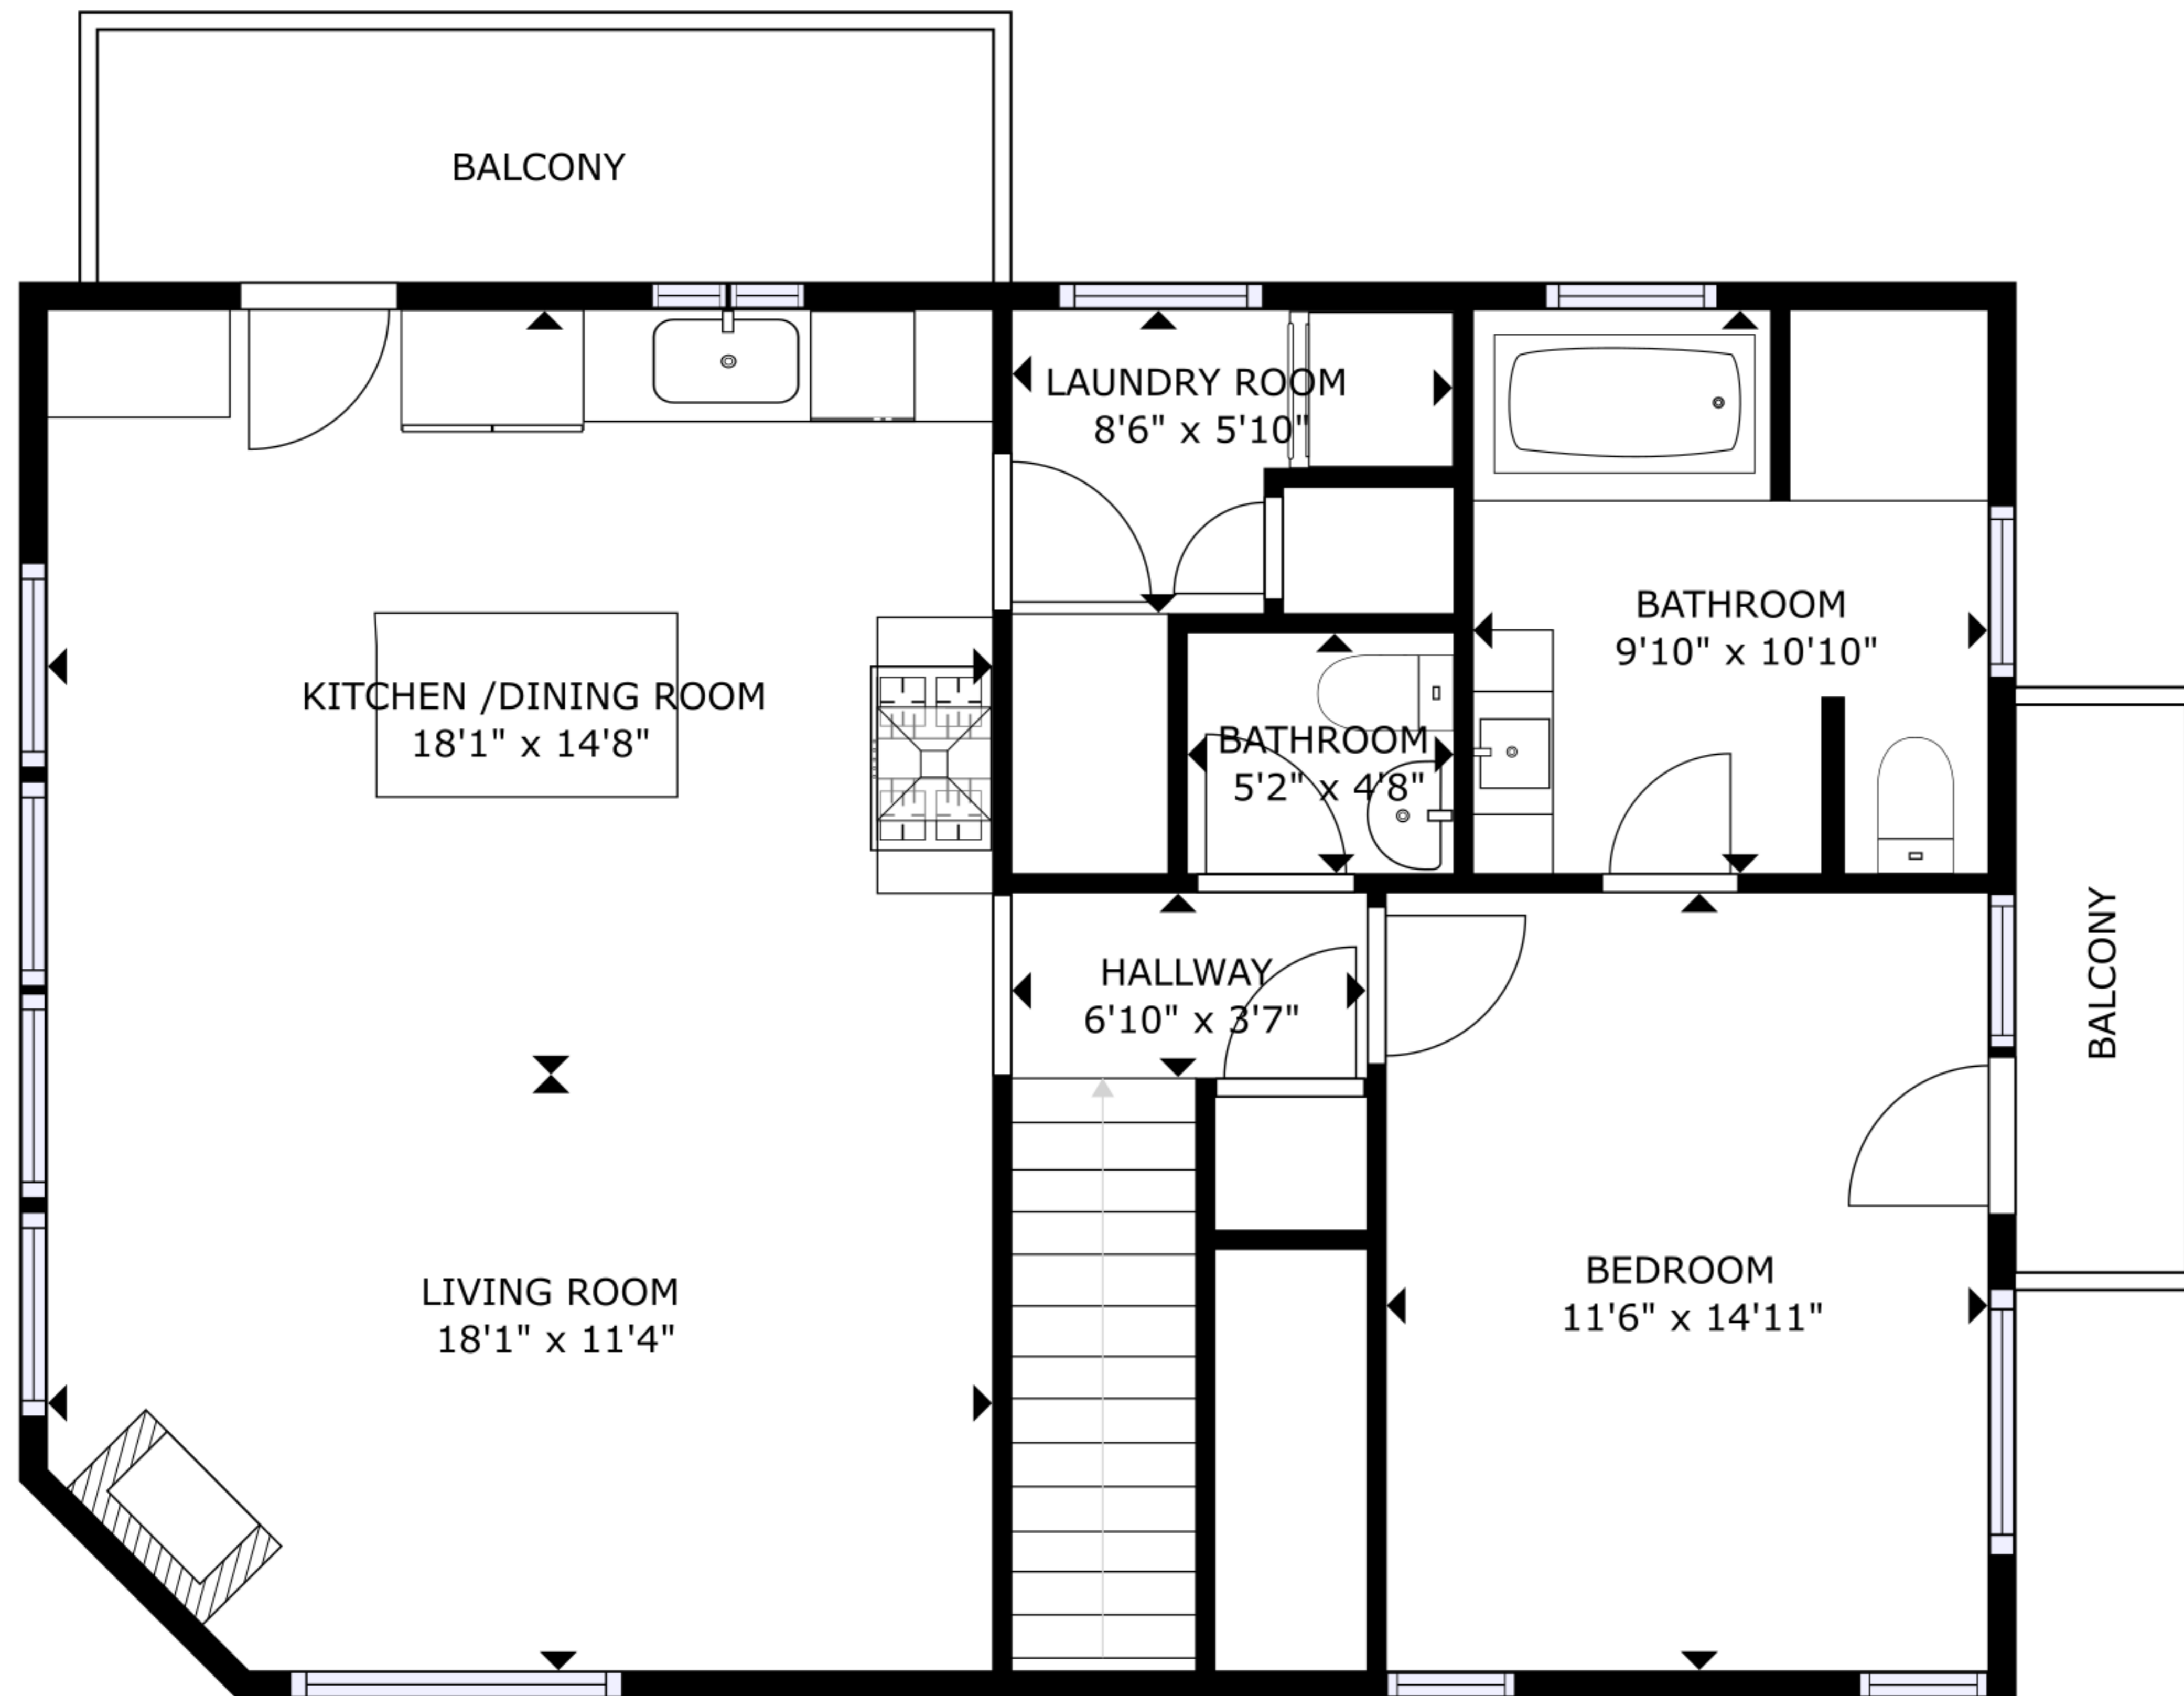 BALCONY
LAUNDRY ROOM
8'6" x 5'10"
BATHROOM
9'10" x 10'10"
KITCHEN /DINING ROOM
18'1" x 14'8"
BATHROOM
5'2" x 4'8"
HALLWAY
6'10" x 3'7"
BALCONY
LIVING ROOM
18'1" x 11'4"
BEDROOM
11'6" x 14'11"